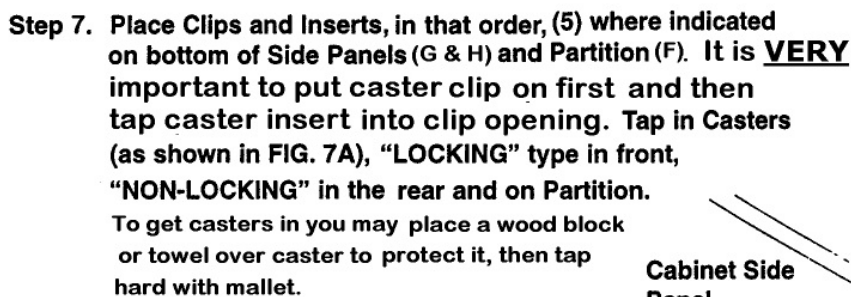 Step 7. Place Clips and Inserts, in that order, (5) where indicated
on bottom of Side Panels (G & H) and Partition (F). It is VERY
important to put caster clip on first and then
tap caster insert into clip opening. Tap in Casters
(as shown in FIG. 7A), “LOCKING” type in front,
“NON-LOCKING” in the rear and on Partition.
To get casters in you may place a wood block
or towel over caster to protect it, then tap
hard with mallet.
Cabinet Side
Panel